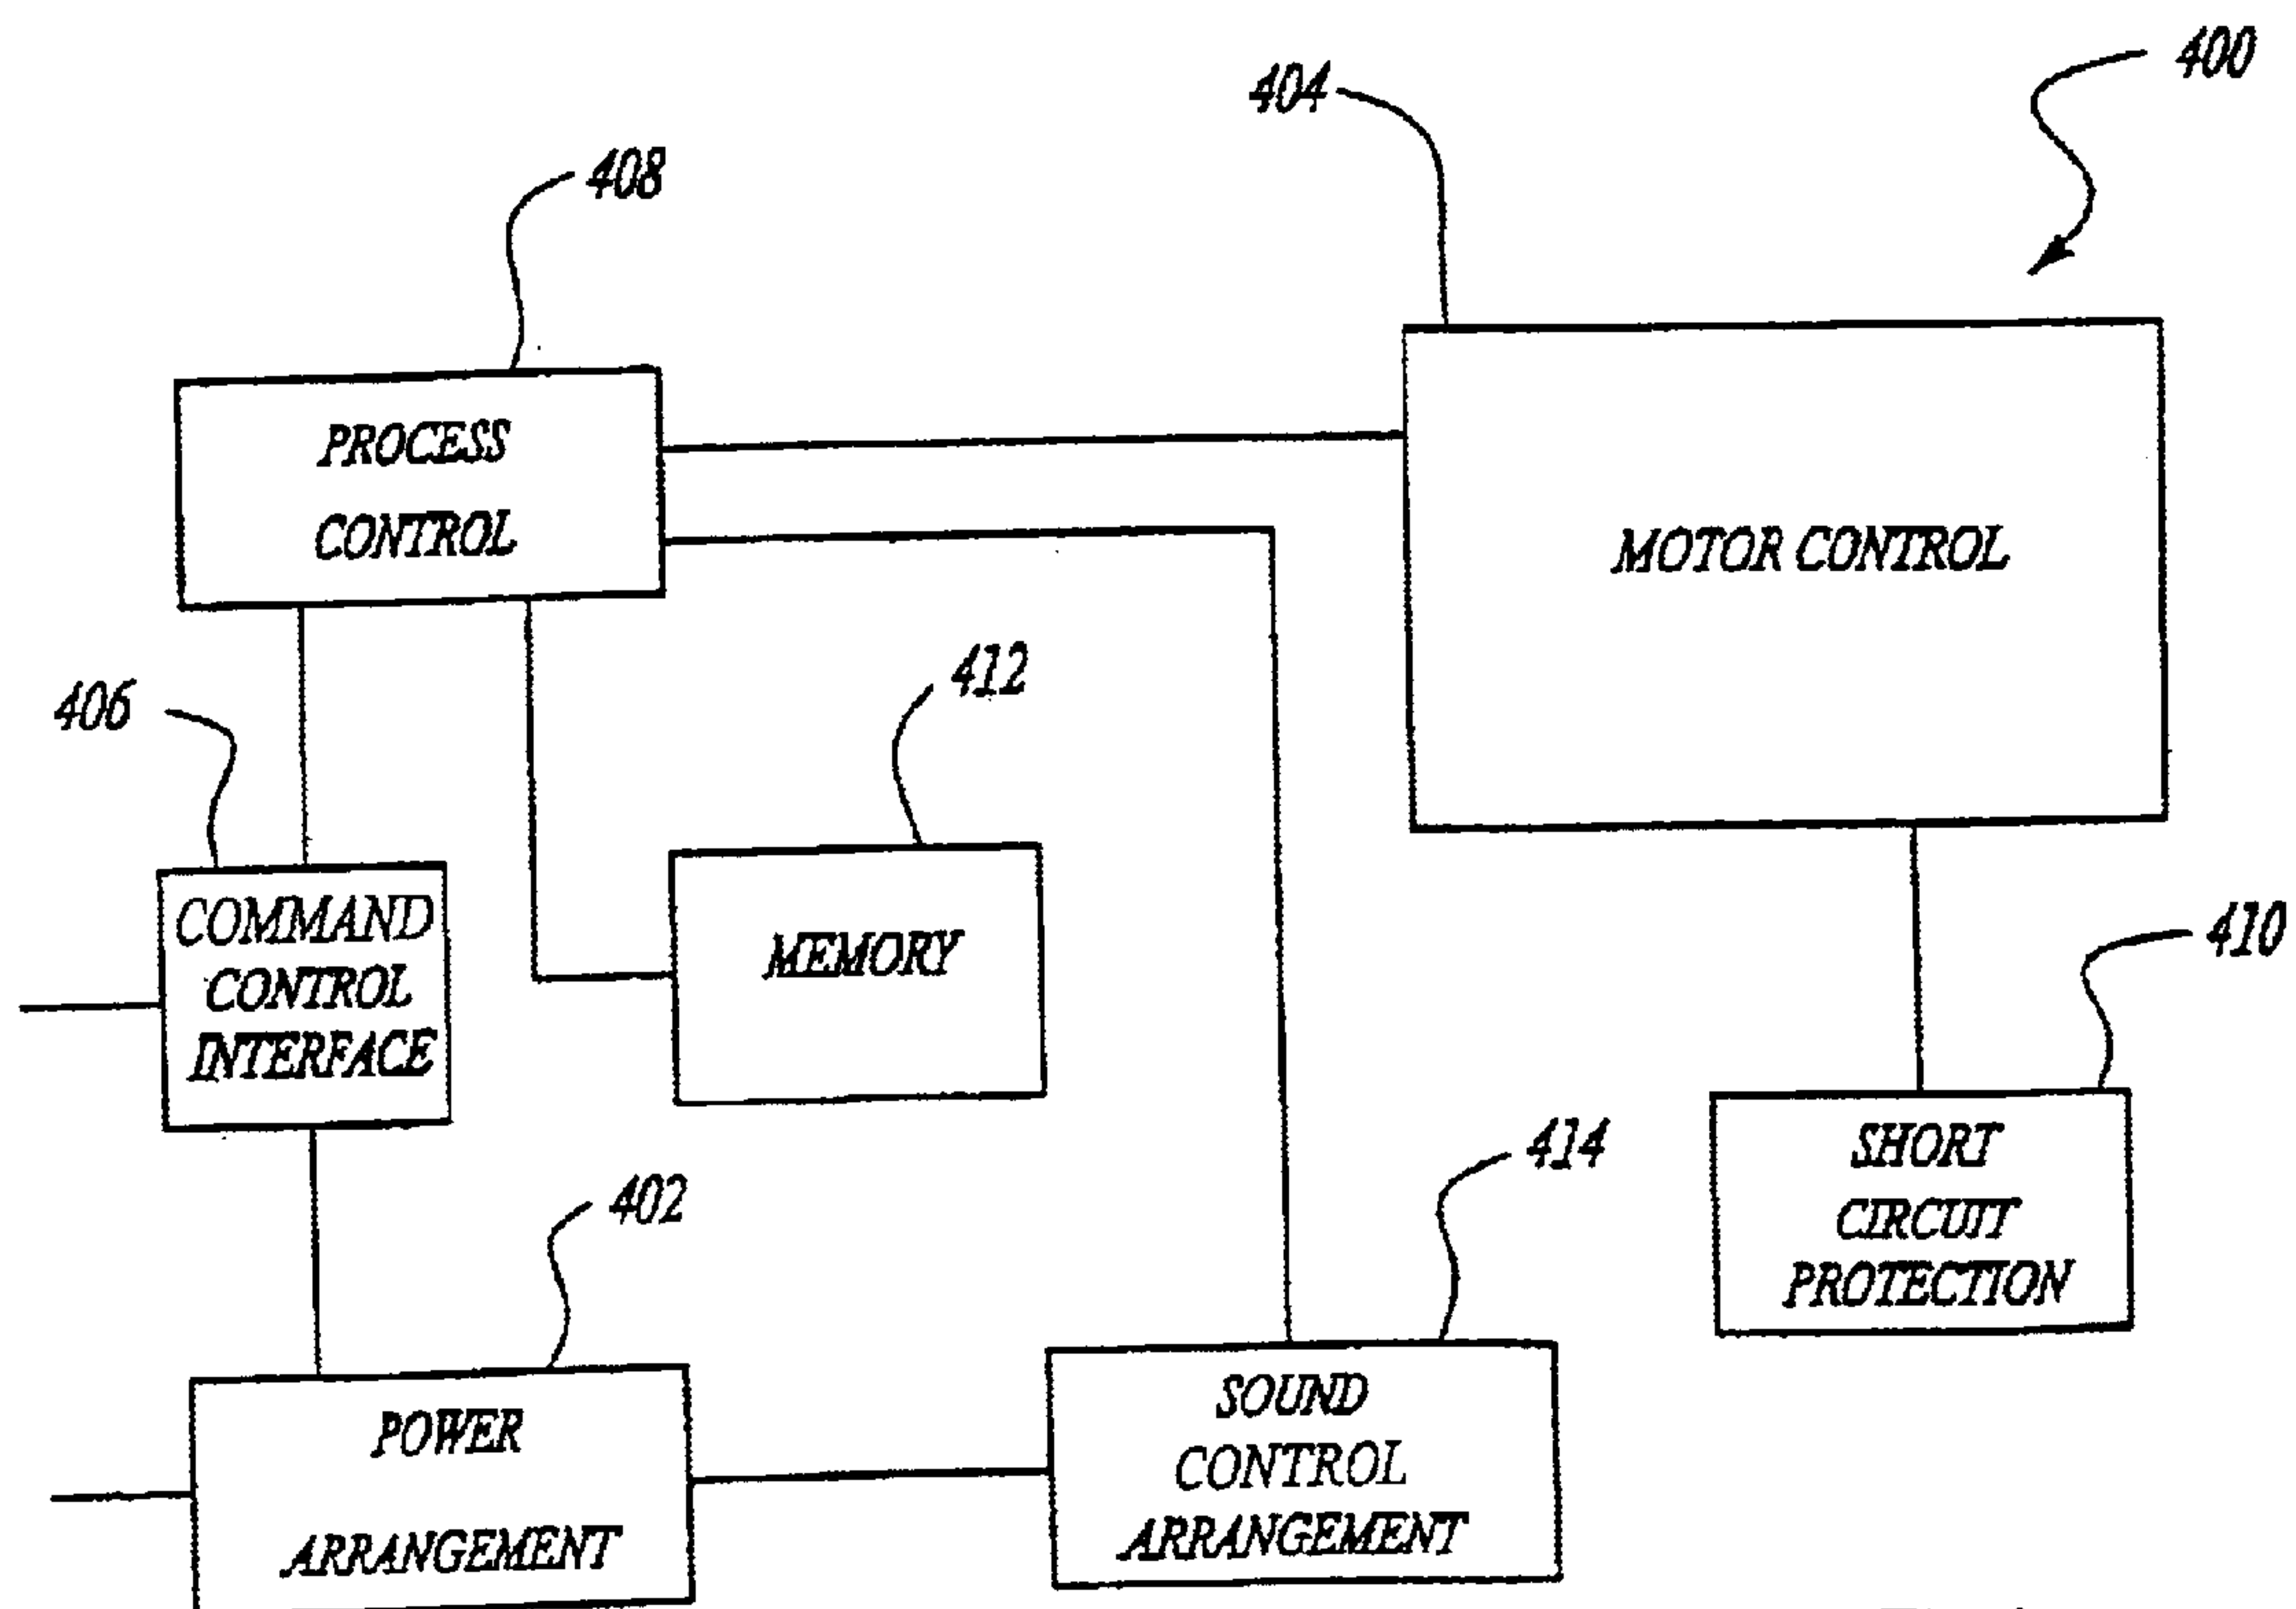 400
404
408
PROCESS
CONTROL
MOTOR CONTROL
412
406
COMMAND
CONTROL
INTERFACE
MEMORY
410
SHORT
CIRCUIT
PROTECTION
414
402
SOUND
CONTROL
ARRANGEMENT
POWER
ARRANGEMENT